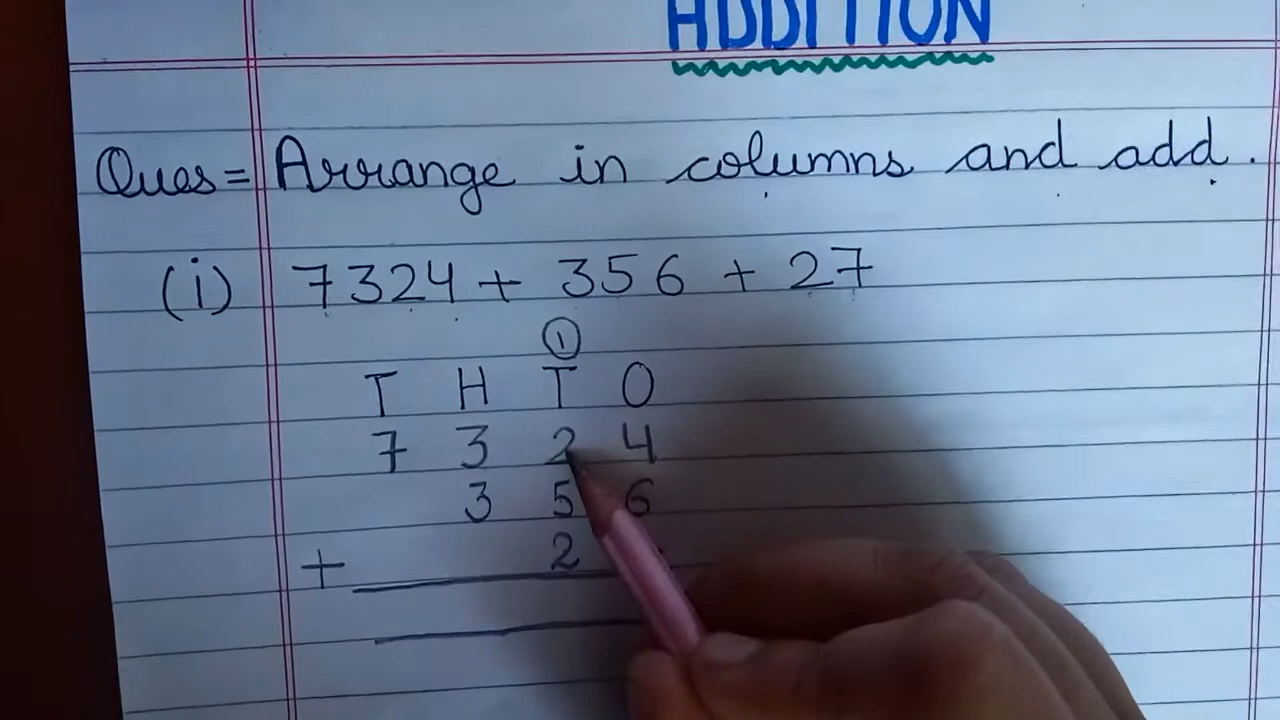 ADDITION
Ques = Arrange in columns and add.
(i) 7324 + 356 + 27
1
T H T O
7 3 2 4
3 5 6
+ 2